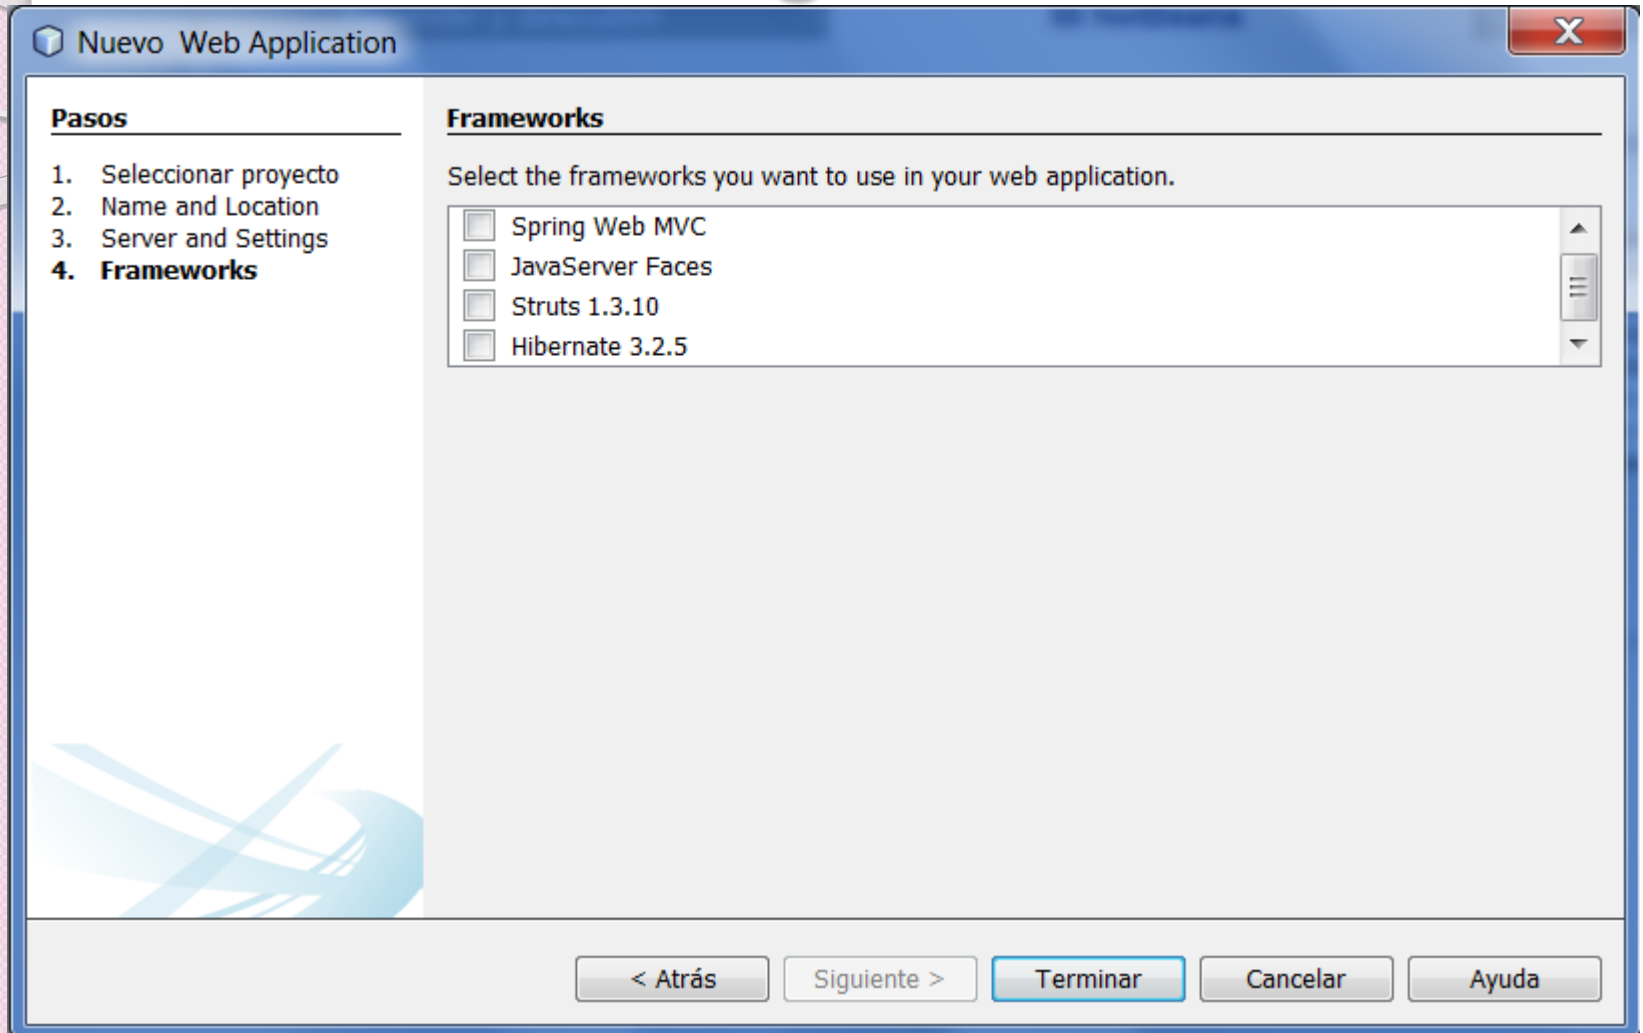 Nuevo Web Application
Pasos
1. Seleccionar proyecto
2. Name and Location
3. Server and Settings
4. Frameworks
Frameworks
Select the frameworks you want to use in your web application.
Spring Web MVC
JavaServer Faces
Struts 1.3.10
Hibernate 3.2.5
< Atrás
Siguiente >
Terminar
Cancelar
Ayuda